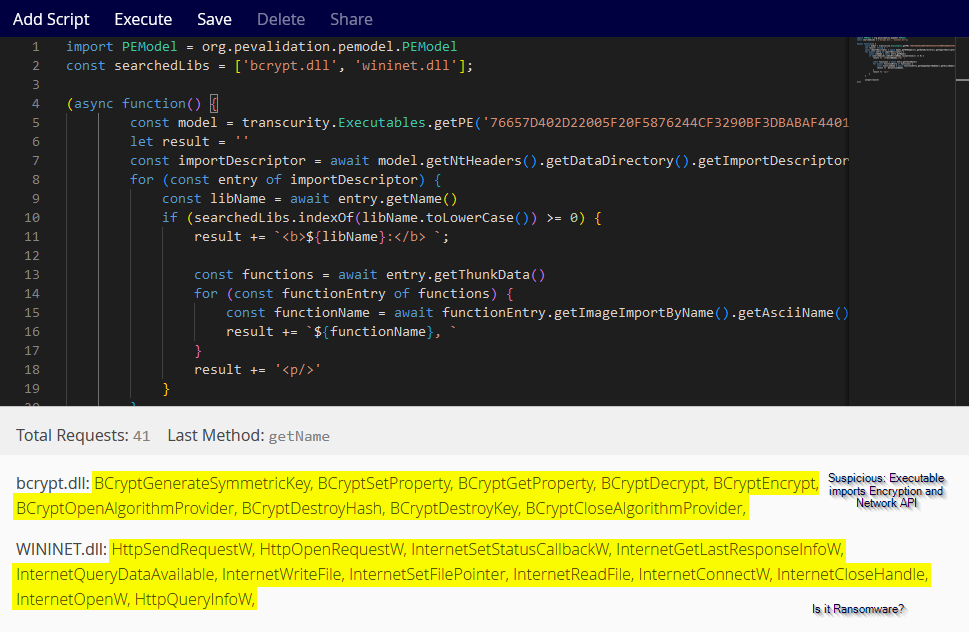 Add Script Execute Save Delete Share
1 import PEModel = org.pevalidation.pemodel.PEModel
2 const searchedLibs = ['bcrypt.dll', 'wininet.dll'];
3
4 (async function() {
5 const model = transcurity.Executables.getPE('76657D402D22005F20F5876244CF3290BF3DBABAF4401
6 let result = ''
7 const importDescriptor = await model.getNtHeaders().getDataDirectory().getImportDescriptor
8 for (const entry of importDescriptor) {
9 const libName = await entry.getName()
10 if (searchedLibs.indexOf(libName.toLowerCase()) >= 0) {
11 result += `<b>${libName}:</b> `;
12
13 const functions = await entry.getThunkData()
14 for (const functionEntry of functions) {
15 const functionName = await functionEntry.getImageImportByName().getAsciiName()
16 result += `${functionName}, `
17 }
18 result += '<p/>'
19 }
20 }
Total Requests: 41 Last Method: getName
bcrypt.dll: BCryptGenerateSymmetricKey, BCryptSetProperty, BCryptGetProperty, BCryptDecrypt, BCryptEncrypt,
BCryptOpenAlgorithmProvider, BCryptDestroyHash, BCryptDestroyKey, BCryptCloseAlgorithmProvider,
Suspicious: Executable
imports Encryption and
Network API
WININET.dll: HttpSendRequestW, HttpOpenRequestW, InternetSetStatusCallbackW, InternetGetLastResponseInfoW,
InternetQueryDataAvailable, InternetWriteFile, InternetSetFilePointer, InternetReadFile, InternetConnectW, InternetCloseHandle,
InternetOpenW, HttpQueryInfoW,
Is it Ransomware?